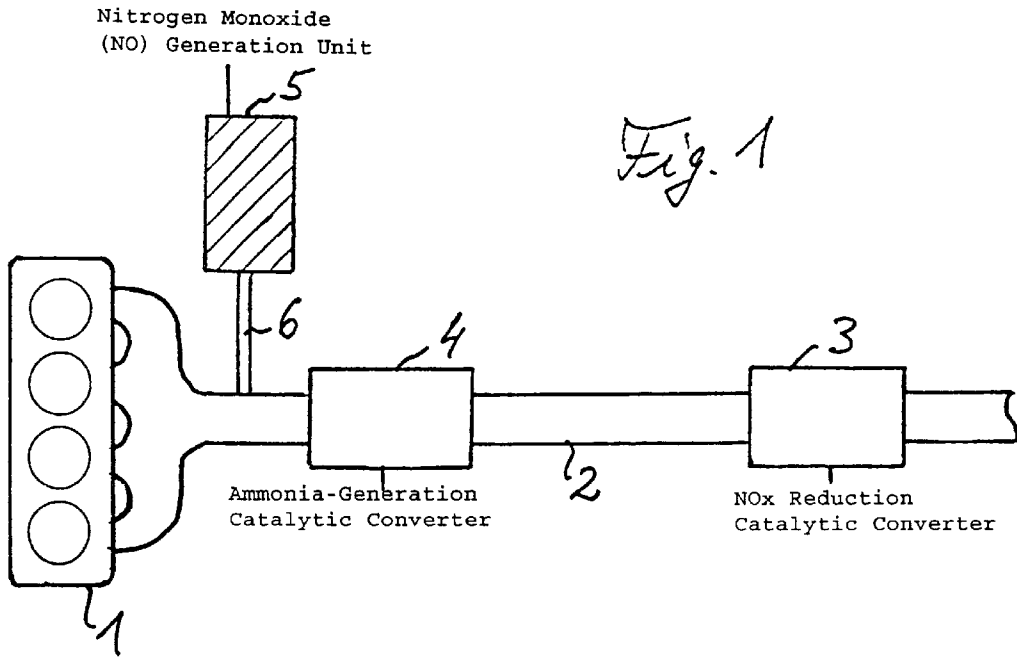 Nitrogen Monoxide
(NO) Generation Unit
5
Fig. 1
6
4
3
2
Ammonia-Generation
Catalytic Converter
NOx Reduction
Catalytic Converter
1